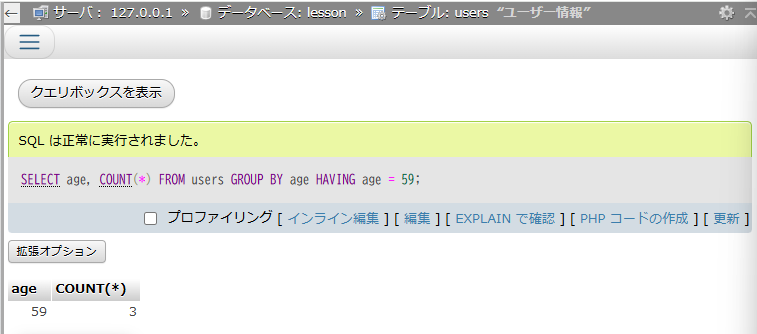 サーバ: 127.0.0.1 » データベース: lesson » テーブル: users "ユーザー情報"
クエリボックスを表示
SQL は正常に実行されました。
SELECT age, COUNT(*) FROM users GROUP BY age HAVING age = 59;
プロファイリング [ インライン編集 ] [ 編集 ] [ EXPLAIN で確認 ] [ PHP コードの作成 ] [ 更新 ]
拡張オプション
age COUNT(*)
59 3